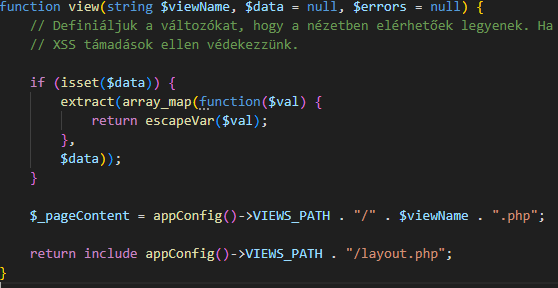 function view(string $viewName, $data = null, $errors = null) {
// Definiáljuk a változókat, hogy a nézetben elérhetőek legyenek. Ha
// XSS támadások ellen védekezzünk.
if (isset($data)) {
extract(array_map(function($val) {
return escapeVar($val);
},
$data));
}
$_pageContent = appConfig()->VIEWS_PATH . "/" . $viewName . ".php";
return include appConfig()->VIEWS_PATH . "/layout.php";
}